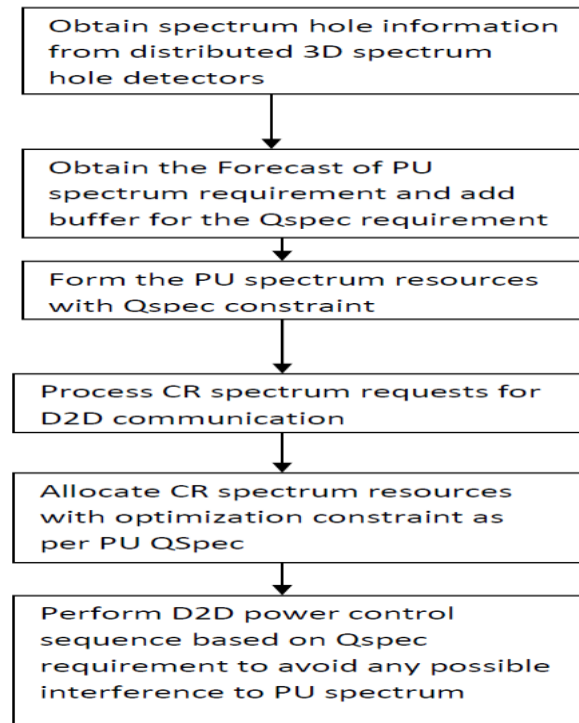 Obtain spectrum hole information
from distributed 3D spectrum
hole detectors
Obtain the Forecast of PU
spectrum requirement and add
buffer for the Qspec requirement
Form the PU spectrum resources
with Qspec constraint
Process CR spectrum requests for
D2D communication
Allocate CR spectrum resources
with optimization constraint as
per PU QSpec
Perform D2D power control
sequence based on Qspec
requirement to avoid any possible
interference to PU spectrum